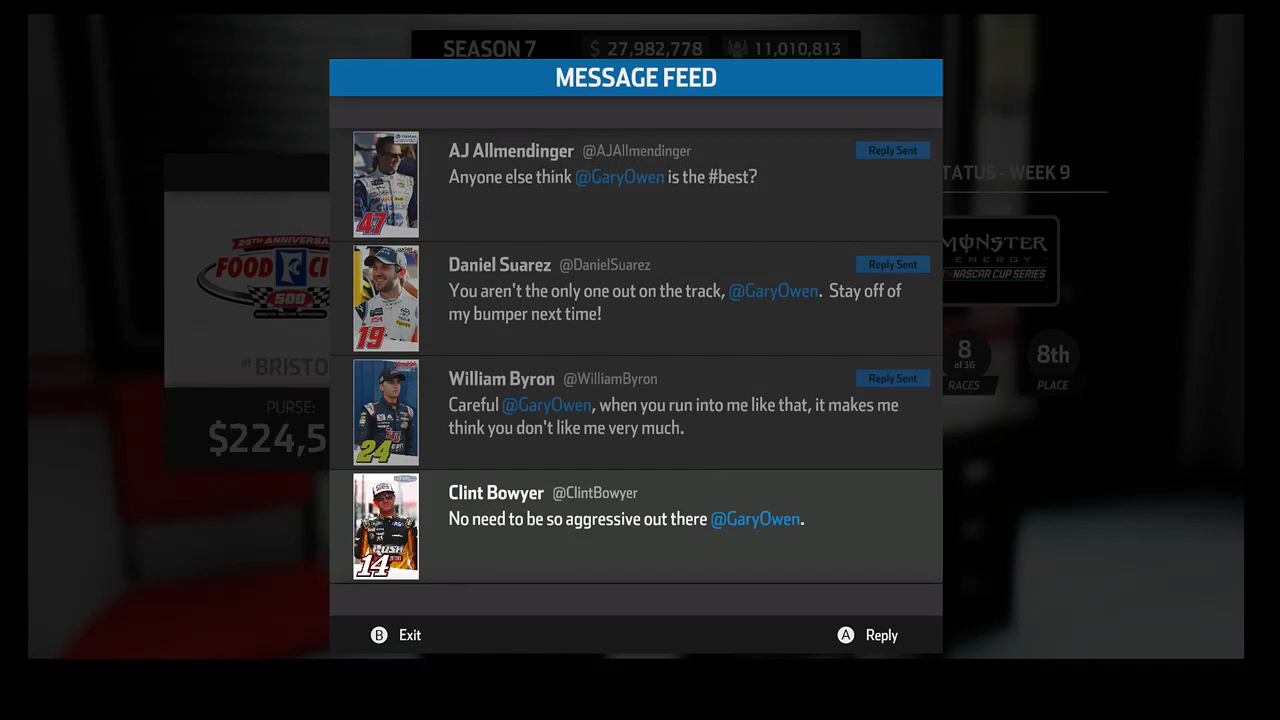 SEASON 7 $ 27,982,778 11,010,813
MESSAGE FEED
AJ Allmendinger @AJAllmendinger Reply Sent
Anyone else think @GaryOwen is the #best?
47
Daniel Suarez @DanielSuarez Reply Sent
You aren't the only one out on the track, @GaryOwen. Stay off of
my bumper next time!
19
William Byron @WilliamByron Reply Sent
Careful @GaryOwen, when you run into me like that, it makes me
think you don't like me very much.
24
Clint Bowyer @ClintBowyer
No need to be so aggressive out there @GaryOwen.
14
B Exit
A Reply
25TH ANNIVERSA
FOOD CI
500
at BRISTO
PURSE:
$224,5
TATUS - WEEK 9
MONSTER
ENERGY
NASCAR CUP SERIES
8
of 36
RACES
8th
PLACE